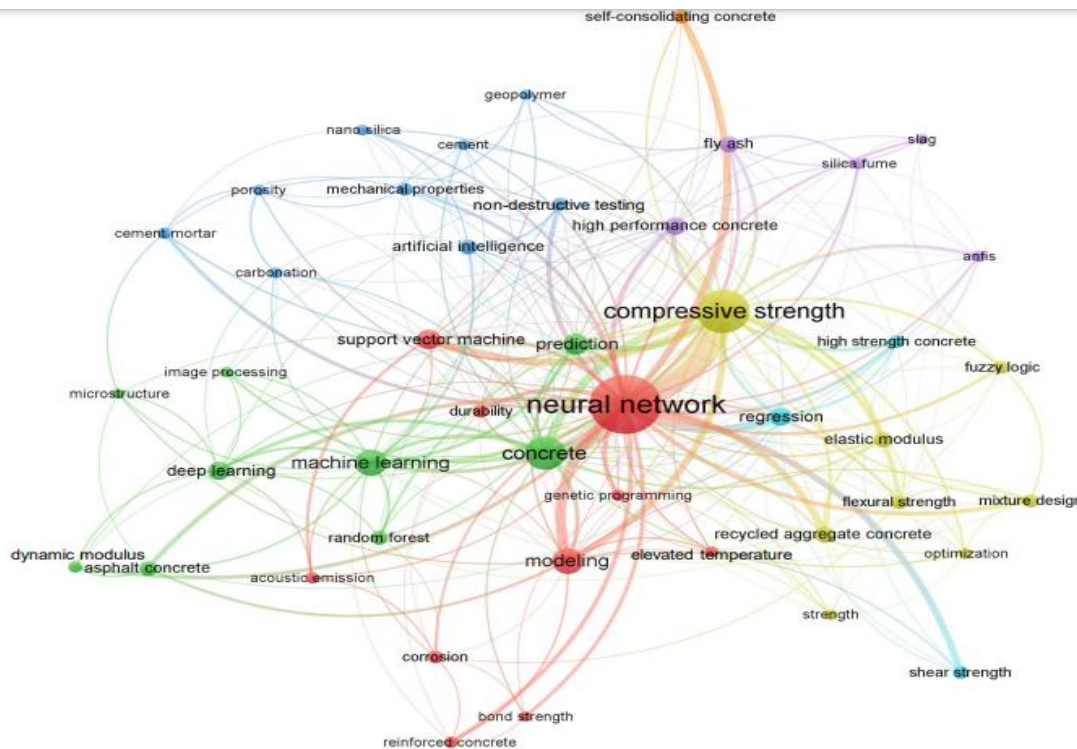 self-consolidating concrete
geopolymer
nano silica
cement
fly ash
slag
silica fume
porosity
mechanical properties
non-destructive testing
high performance concrete
cement mortar
artificial intelligence
carbonation
anfis
compressive strength
support vector machine
prediction
high strength concrete
image processing
fuzzy logic
microstructure
durability
neural network
regression
elastic modulus
deep learning
machine learning
concrete
genetic programming
flexural strength
mixture design
random forest
recycled aggregate concrete
dynamic modulus
asphalt concrete
modeling
elevated temperature
optimization
acoustic emission
strength
corrosion
shear strength
bond strength
reinforced concrete